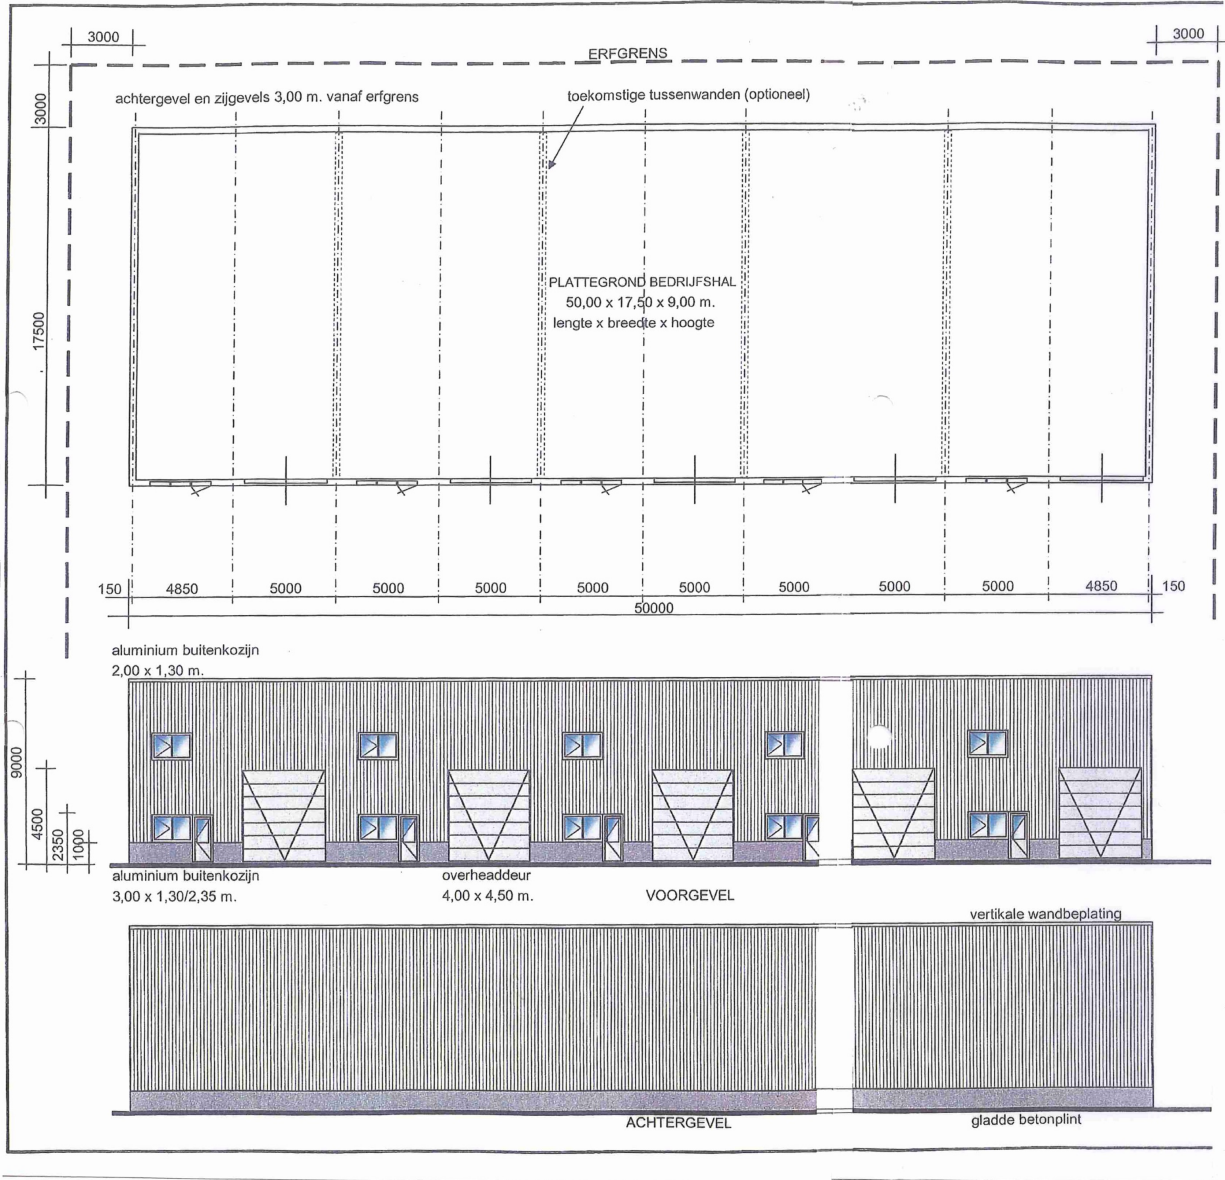 3000
3000
ERFGRENS
achtergevel en zijgevels 3,00 m. vanaf erfgrens
toekomstige tussenwanden (optioneel)
3000
17500
PLATTEGROND BEDRIJFSHAL
50,00 x 17,50 x 9,00 m.
lengte x breedte x hoogte
150 4850 5000 5000 5000 5000 5000 5000 5000 5000 4850 150
50000
aluminium buitenkozijn
2,00 x 1,30 m.
9000
4500
2350
1000
aluminium buitenkozijn
3,00 x 1,30/2,35 m.
overheaddeur
4,00 x 4,50 m.
VOORGEVEL
vertikale wandbeplating
ACHTERGEVEL
gladde betonplint